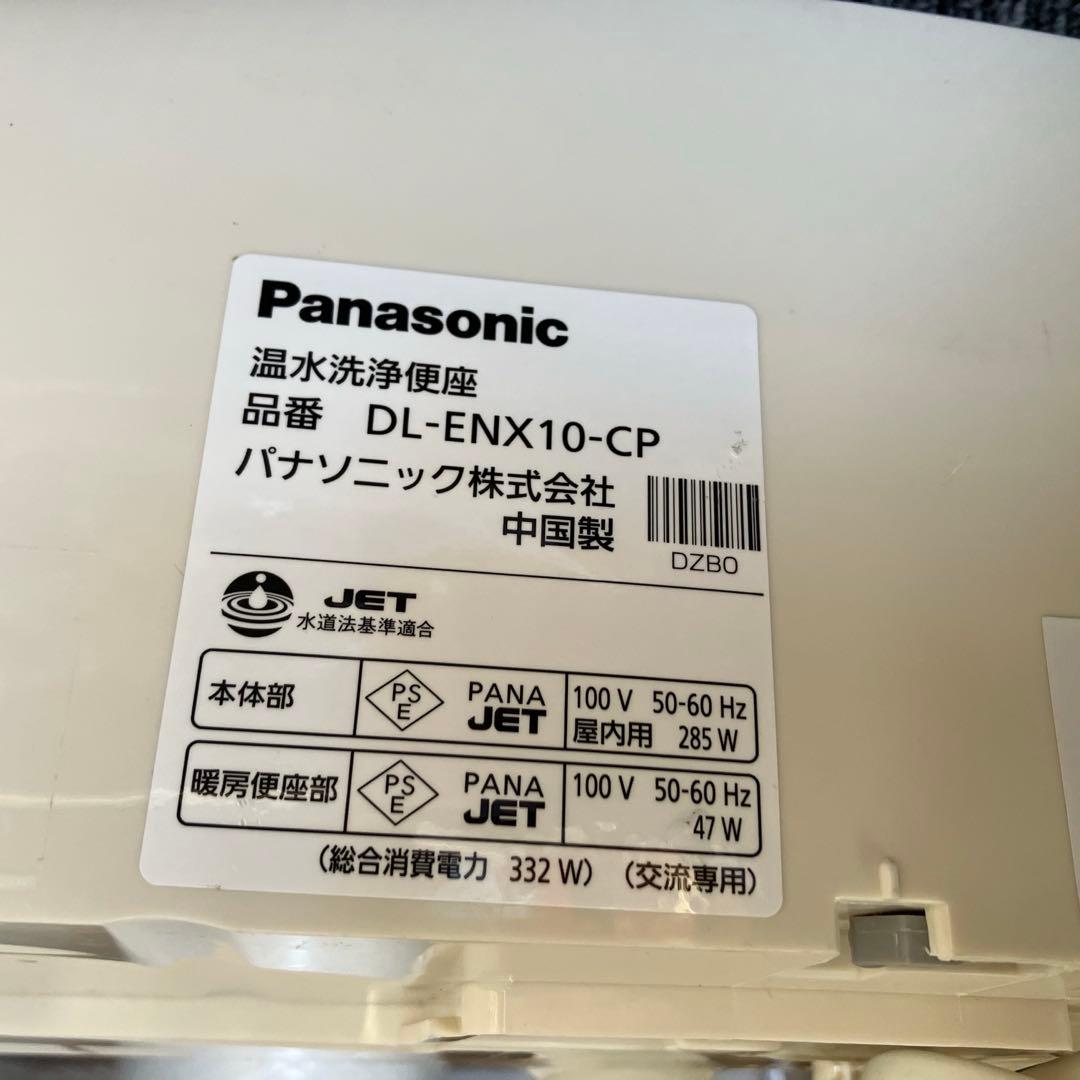 Panasonic
温水洗浄便座
品番 DL-ENX10-CP
パナソニック株式会社
中国製
DZB0
JET
水道法基準適合
本体部 PSE PANA JET 100 V 50-60 Hz
屋内用 285 W
暖房便座部 PSE PANA JET 100 V 50-60 Hz
47 W
(総合消費電力 332 W) (交流専用)